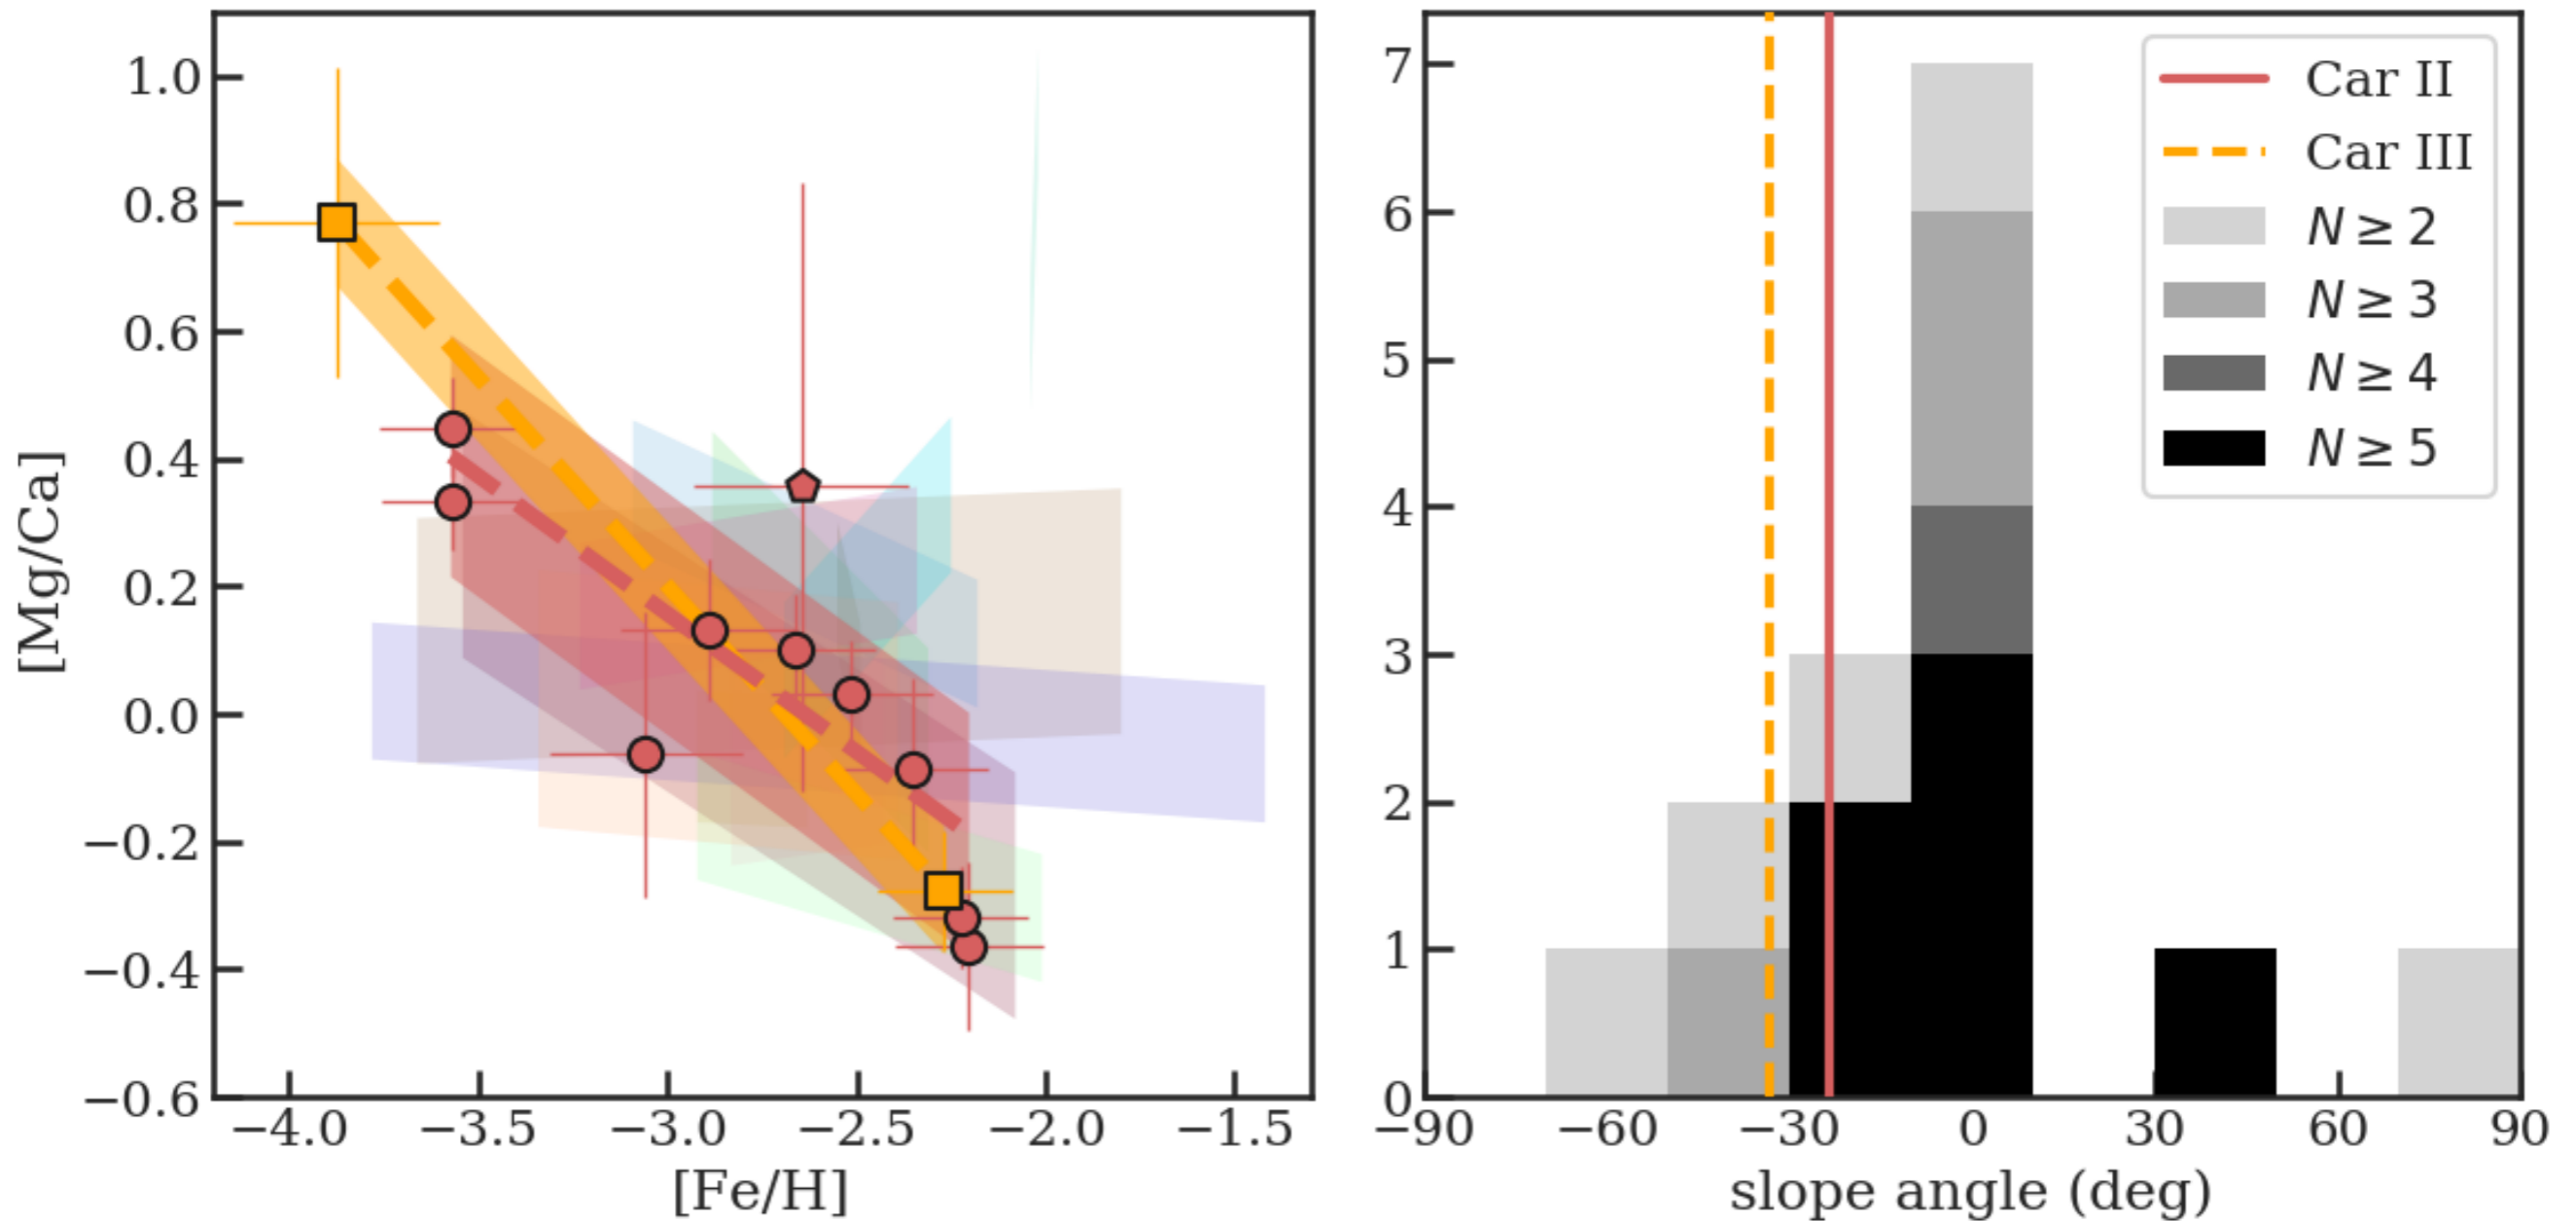 1.0
0.8
0.6
0.4
0.2
0.0
−0.2
−0.4
−0.6
[Mg/Ca]
−4.0 −3.5 −3.0 −2.5 −2.0 −1.5
[Fe/H]
7
6
5
4
3
2
1
0
−90 −60 −30 0 30 60 90
slope angle (deg)
Car II
Car III
N ≥ 2
N ≥ 3
N ≥ 4
N ≥ 5